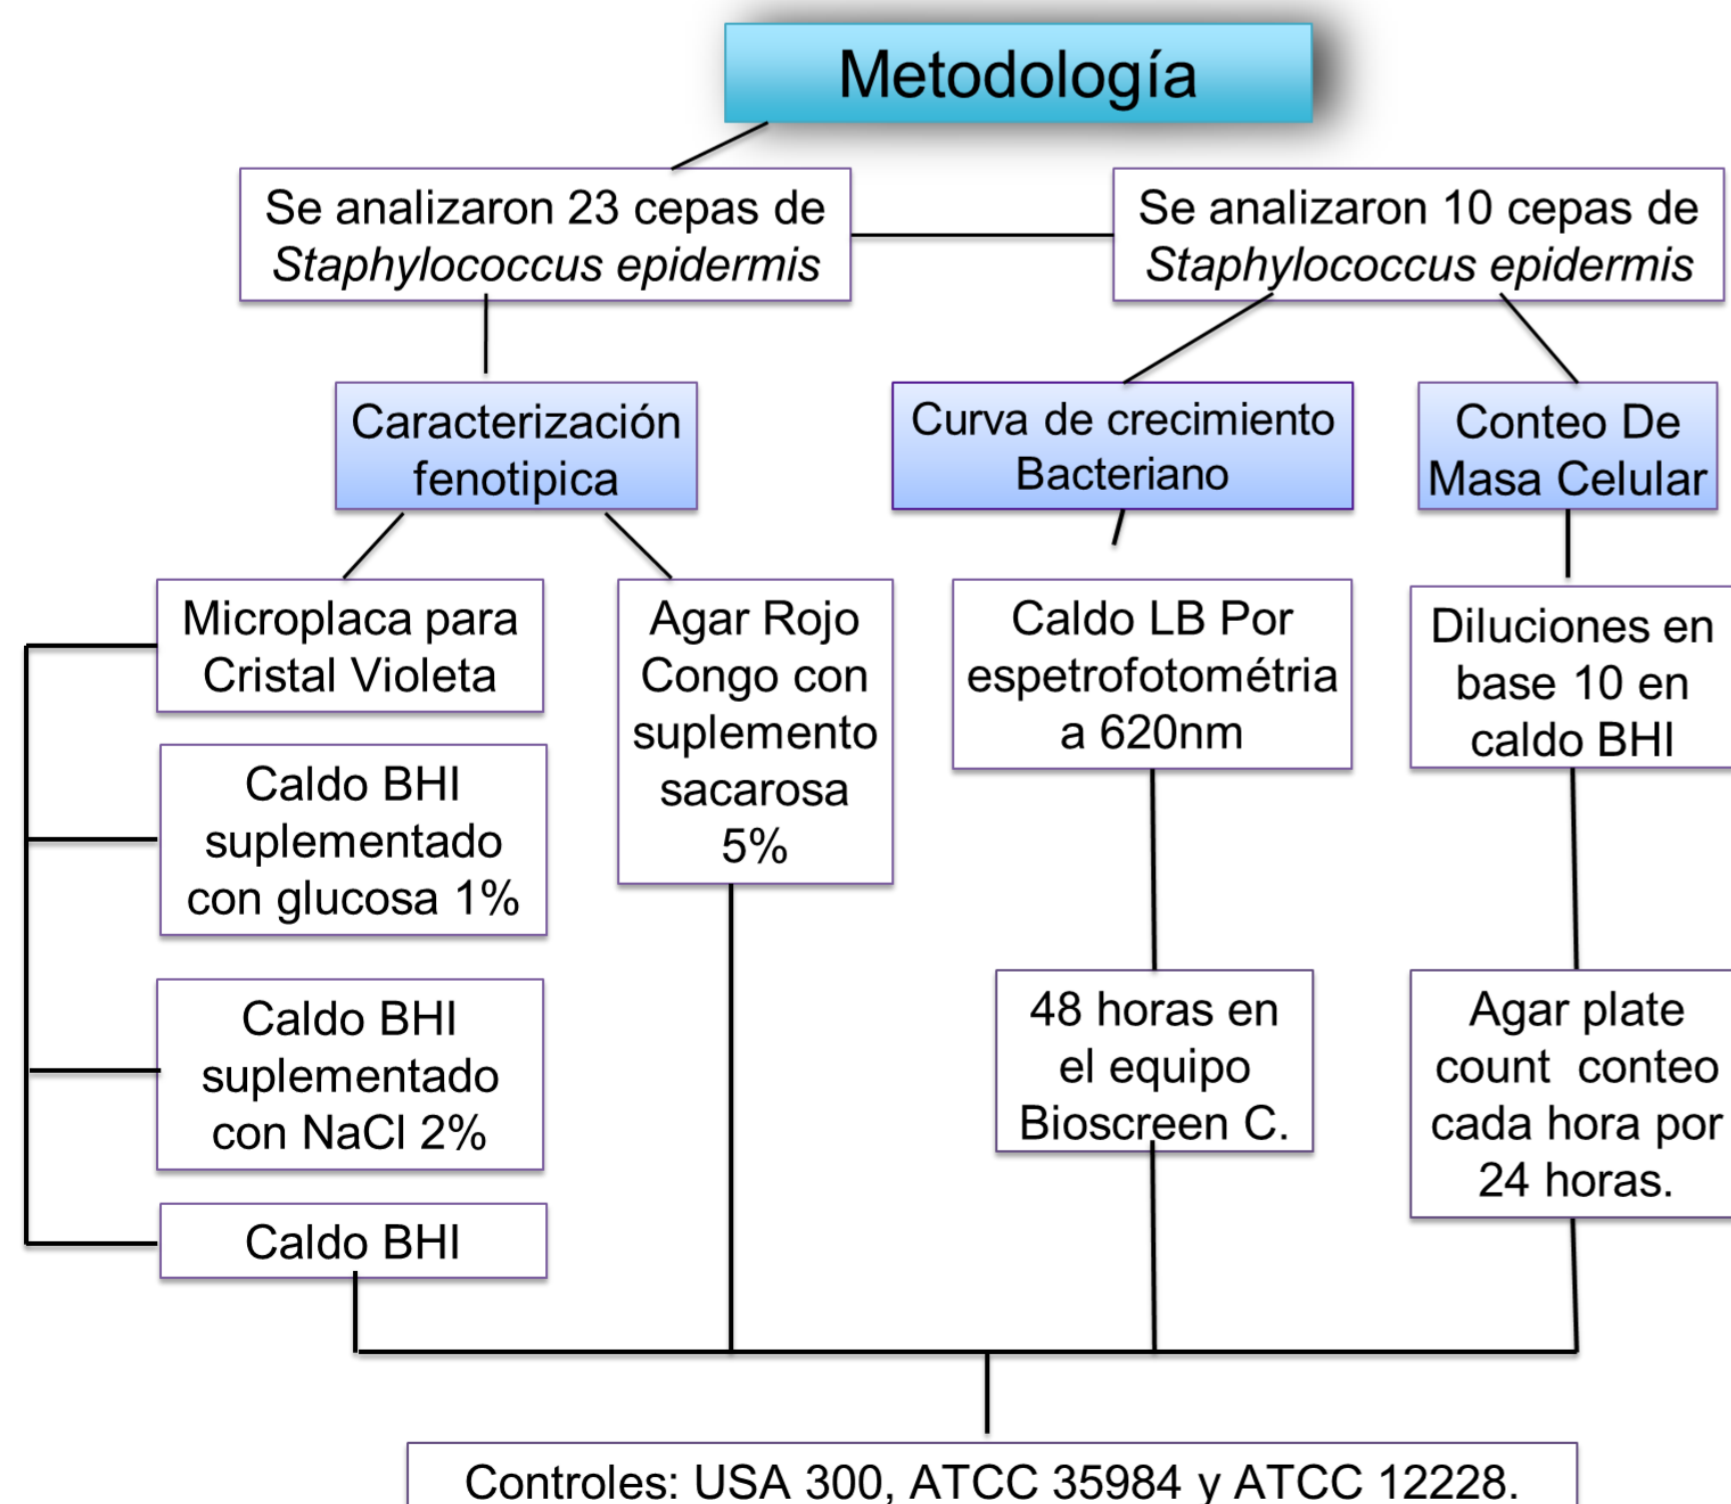 Metodología
Se analizaron 23 cepas de
Staphylococcus epidermis
Se analizaron 10 cepas de
Staphylococcus epidermis
Caracterización
fenotipica
Curva de crecimiento
Bacteriano
Conteo De
Masa Celular
Microplaca para
Cristal Violeta
Caldo BHI
suplementado
con glucosa 1%
Caldo BHI
suplementado
con NaCl 2%
Caldo BHI
Agar Rojo
Congo con
suplemento
sacarosa
5%
Caldo LB Por
espetrofotométria
a 620nm
48 horas en
el equipo
Bioscreen C.
Diluciones en
base 10 en
caldo BHI
Agar plate
count  conteo
cada hora por
24 horas.
Controles: USA 300, ATCC 35984 y ATCC 12228.